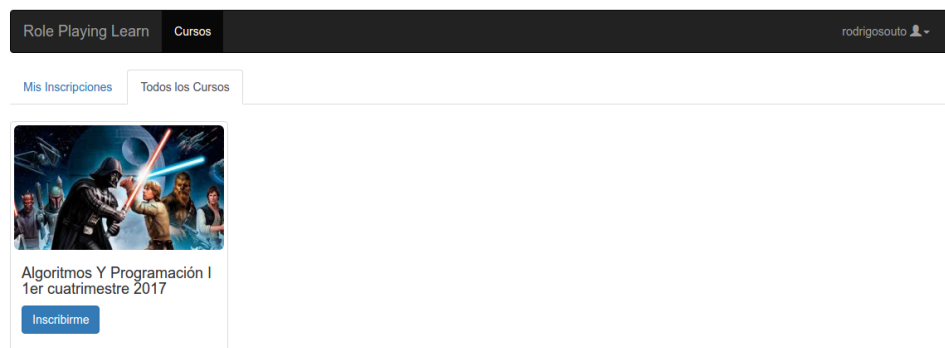 Role Playing Learn Cursos rodrigosouto
Mis Inscripciones Todos los Cursos
Algoritmos Y Programación I
1er cuatrimestre 2017
Inscribirme